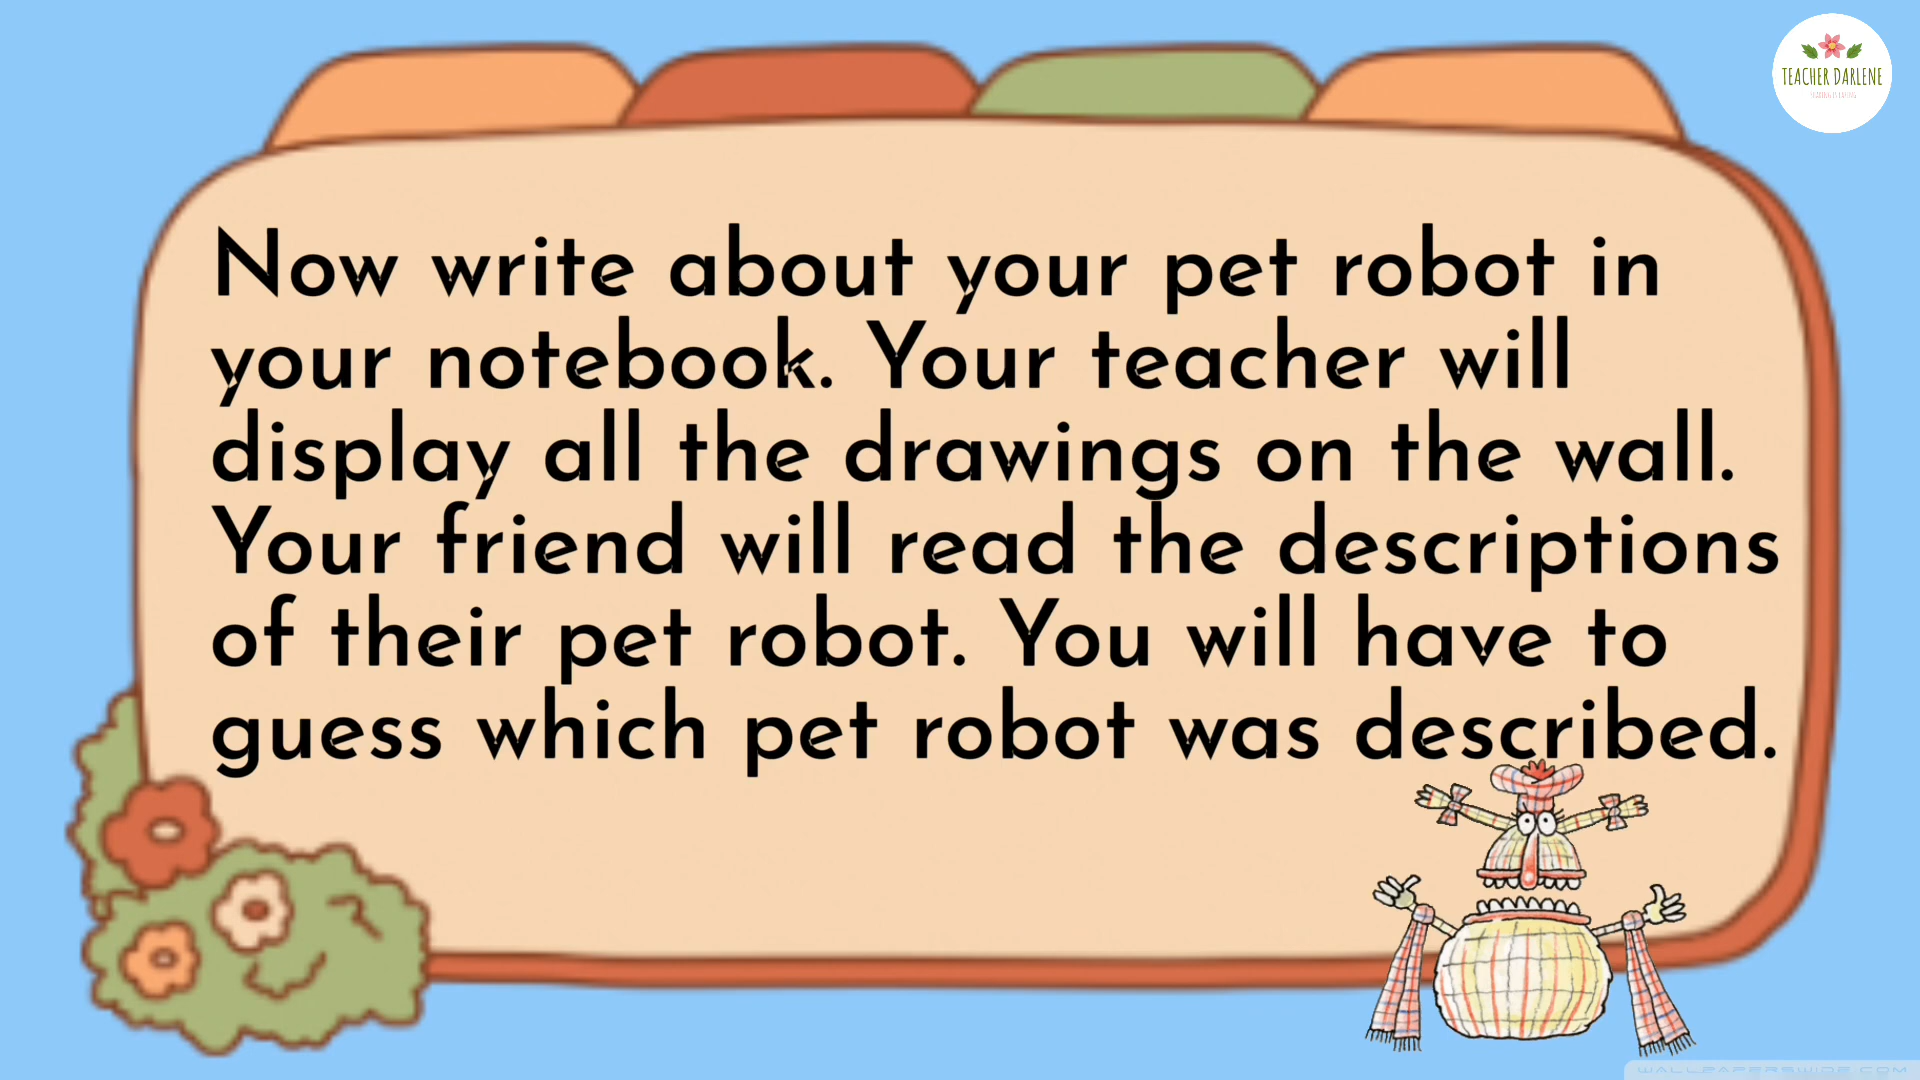 TEACHER DARLENE
Now write about your pet robot in
your notebook. Your teacher will
display all the drawings on the wall.
Your friend will read the descriptions
of their pet robot. You will have to
guess which pet robot was described.